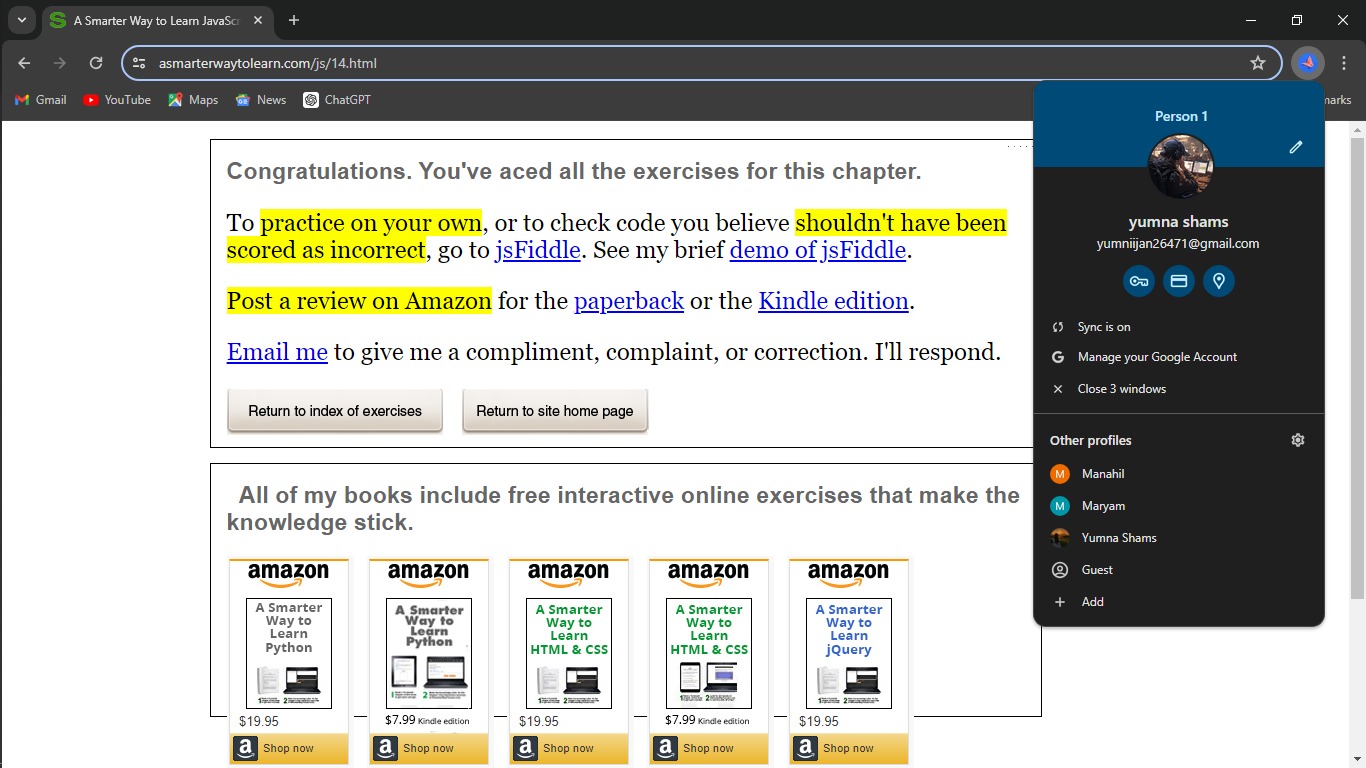 A Smarter Way to Learn JavaSc
asmarterwaytolearn.com/js/14.html
Gmail YouTube Maps News ChatGPT
Congratulations. You've aced all the exercises for this chapter.
To practice on your own, or to check code you believe shouldn't have been
scored as incorrect, go to jsFiddle. See my brief demo of jsFiddle.
Post a review on Amazon for the paperback or the Kindle edition.
Email me to give me a compliment, complaint, or correction. I'll respond.
Return to index of exercises Return to site home page
All of my books include free interactive online exercises that make the
knowledge stick.
amazon amazon amazon amazon amazon
A Smarter
Way to
Learn
Python
A Smarter
Way to
Learn
Python
A Smarter
Way to
Learn
HTML & CSS
A Smarter
Way to
Learn
HTML & CSS
A Smarter
Way to
Learn
jQuery
$19.95 $7.99 Kindle edition $19.95 $7.99 Kindle edition $19.95
Shop now Shop now Shop now Shop now Shop now
marks
Person 1
yumna shams
yumniijan26471@gmail.com
Sync is on
Manage your Google Account
Close 3 windows
Other profiles
M Manahil
M Maryam
Yumna Shams
Guest
Add